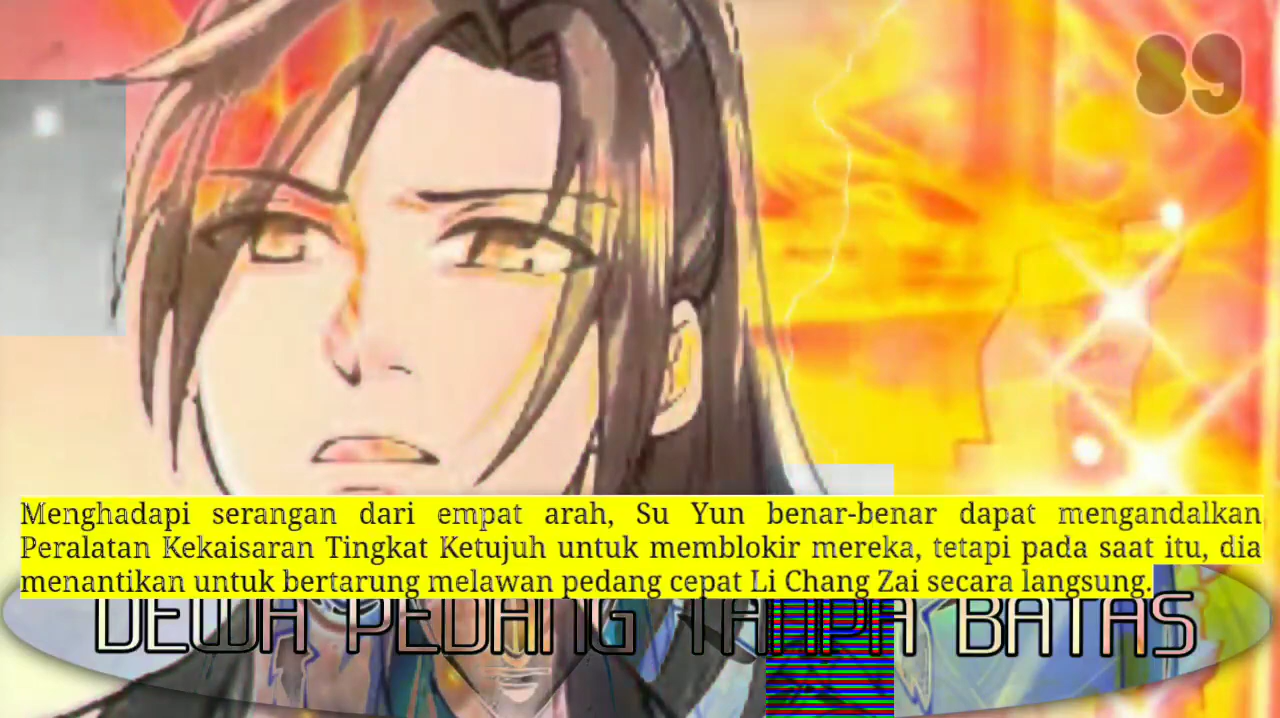 89
Menghadapi serangan dari empat arah, Su Yun benar-benar dapat mengandalkan
Peralatan Kekaisaran Tingkat Ketujuh untuk memblokir mereka, tetapi pada saat itu, dia
menantikan untuk bertarung melawan pedang cepat Li Chang Zai secara langsung.
DEWA PEDANG TANPA BATAS